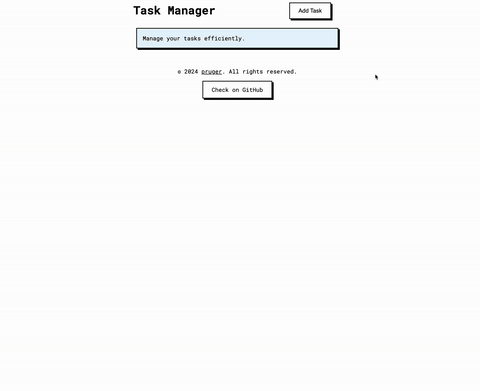 Task Manager
Add Task
Manage your tasks efficiently.
© 2024 pruger. All rights reserved.
Check on GitHub